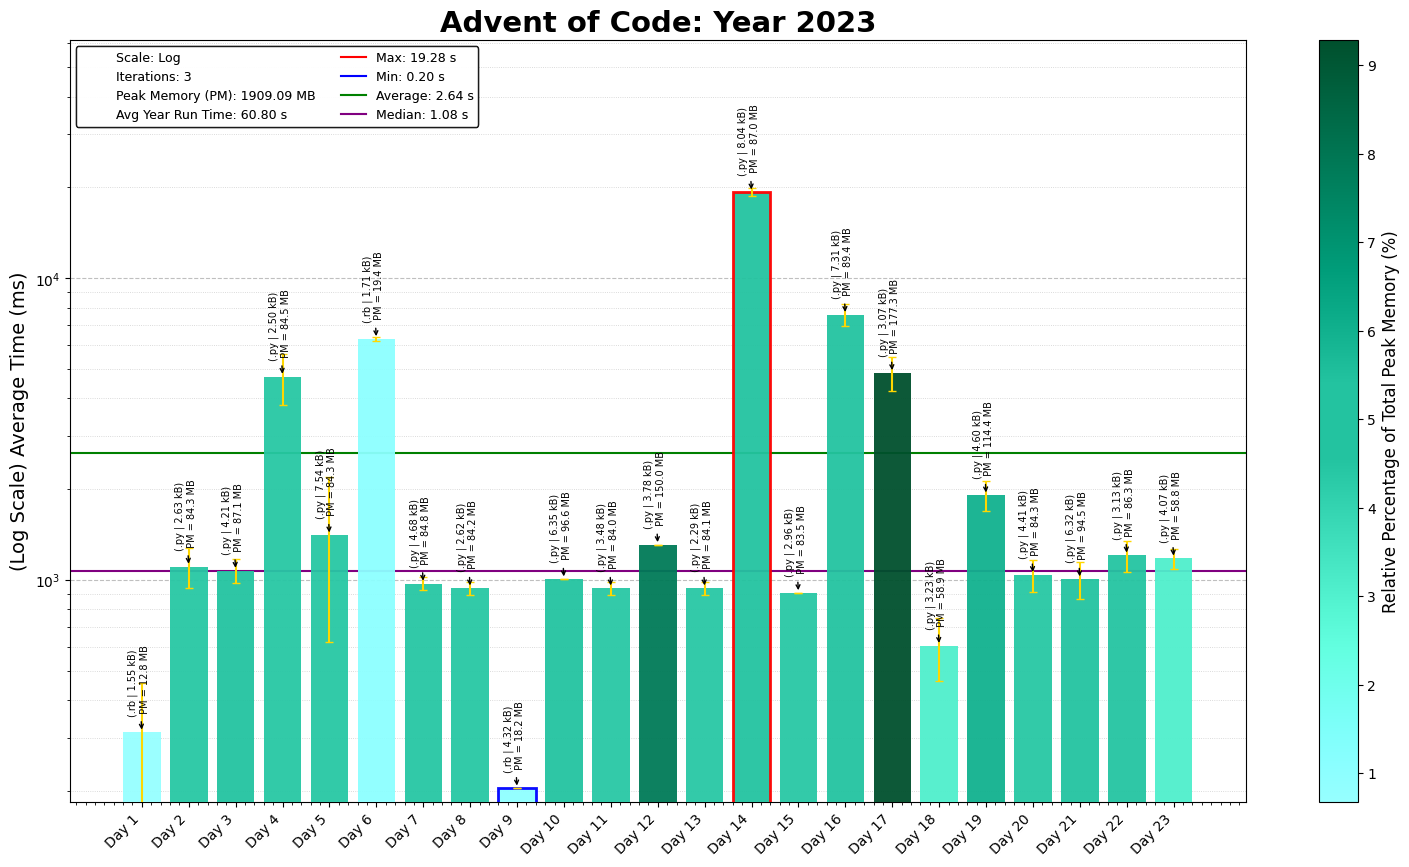 Advent of Code: Year 2023
Scale: Log
Iterations: 3
Peak Memory (PM): 1909.09 MB
Avg Year Run Time: 60.80 s
Max: 19.28 s
Min: 0.20 s
Average: 2.64 s
Median: 1.08 s
(Log Scale) Average Time (ms)
10⁴
10³
(.rb | 1.55 kB)
PM = 12.8 MB
(.py | 2.63 kB)
PM = 84.3 MB
(.py | 4.21 kB)
PM = 87.1 MB
(.py | 2.50 kB)
PM = 84.5 MB
(.py | 7.54 kB)
PM = 84.3 MB
(.rb | 1.71 kB)
PM = 19.4 MB
(.py | 4.68 kB)
PM = 84.8 MB
(.py | 2.62 kB)
PM = 84.2 MB
(.rb | 4.32 kB)
PM = 18.2 MB
(.py | 6.35 kB)
PM = 96.6 MB
(.py | 3.48 kB)
PM = 84.0 MB
(.py | 3.78 kB)
PM = 150.0 MB
(.py | 2.29 kB)
PM = 84.1 MB
(.py | 8.04 kB)
PM = 87.0 MB
(.py | 2.96 kB)
PM = 83.5 MB
(.py | 7.31 kB)
PM = 89.4 MB
(.py | 3.07 kB)
PM = 177.3 MB
(.py | 3.23 kB)
PM = 58.9 MB
(.py | 4.60 kB)
PM = 114.4 MB
(.py | 4.41 kB)
PM = 84.3 MB
(.py | 6.32 kB)
PM = 94.5 MB
(.py | 3.13 kB)
PM = 86.3 MB
(.py | 4.07 kB)
PM = 58.8 MB
Day 1
Day 2
Day 3
Day 4
Day 5
Day 6
Day 7
Day 8
Day 9
Day 10
Day 11
Day 12
Day 13
Day 14
Day 15
Day 16
Day 17
Day 18
Day 19
Day 20
Day 21
Day 22
Day 23
9
8
7
6
5
4
3
2
1
Relative Percentage of Total Peak Memory (%)